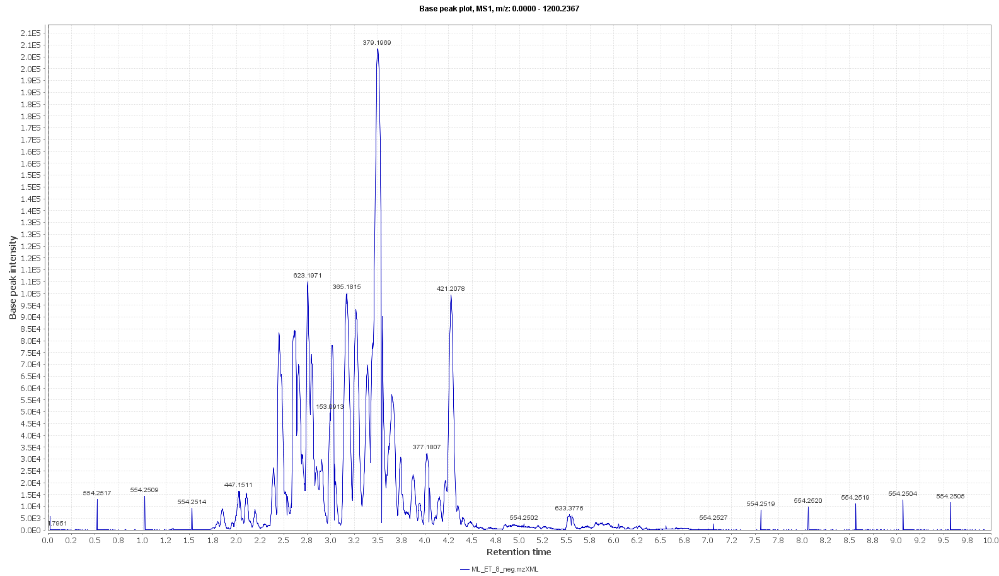 Base peak plot, MS1, m/z: 0.0000 - 1200.2367
2.1E5
2.1E5
2.0E5
2.0E5
1.9E5
1.9E5
1.8E5
1.8E5
1.7E5
1.7E5
1.6E5
1.6E5
1.5E5
1.5E5
1.4E5
1.4E5
1.3E5
1.3E5
1.2E5
1.2E5
1.1E5
1.1E5
1.0E5
9.5E4
9.0E4
8.5E4
8.0E4
7.5E4
7.0E4
6.5E4
6.0E4
5.5E4
5.0E4
4.5E4
4.0E4
3.5E4
3.0E4
2.5E4
2.0E4
1.5E4
1.0E4
5.0E3
0.0E0
Base peak intensity
379.1969
623.1971
365.1815
421.2078
153.0913
377.1807
447.1511
554.2517
554.2509
554.2514
633.3776
554.2502
554.2527
554.2519
554.2520
554.2519
554.2504
554.2505
4.7951
0.0 0.2 0.5 0.8 1.0 1.2 1.5 1.8 2.0 2.2 2.5 2.8 3.0 3.2 3.5 3.8 4.0 4.2 4.5 4.8 5.0 5.2 5.5 5.8 6.0 6.2 6.5 6.8 7.0 7.2 7.5 7.8 8.0 8.2 8.5 8.8 9.0 9.2 9.5 9.8 10.0
Retention time
ML_ET_8_neg.mzXML